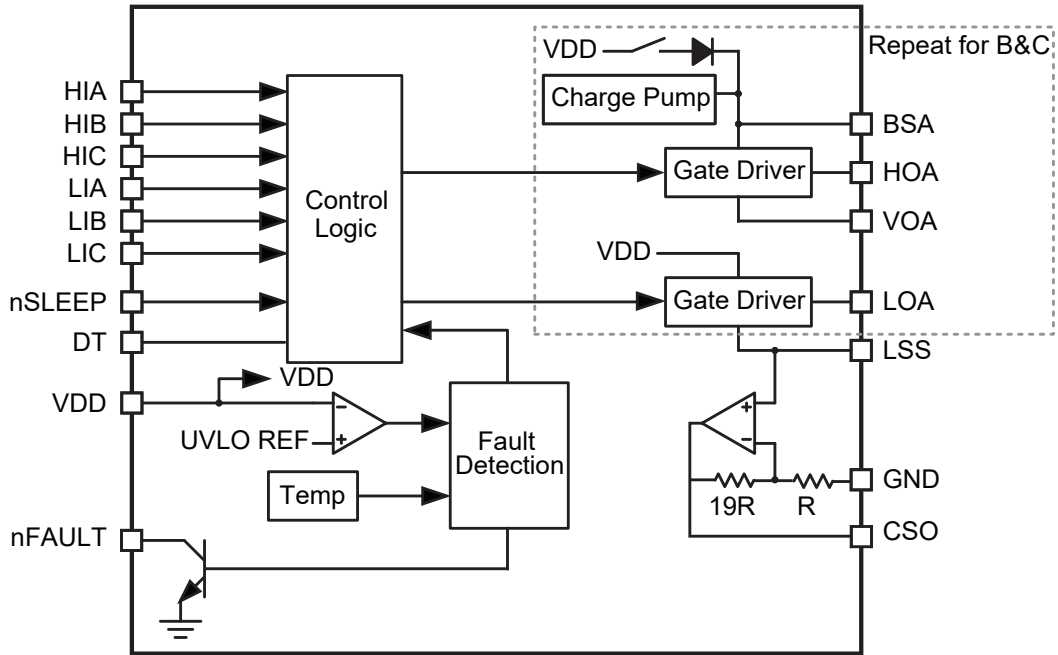 VDD
Repeat for B&C
Charge Pump
HIA
HIB
HIC
LIA
LIB
LIC
nSLEEP
DT
VDD
nFAULT
Control
Logic
Gate Driver
VDD
Gate Driver
BSA
HOA
VOA
LOA
LSS
VDD
UVLO REF
-
+
Temp
Fault
Detection
+
-
19R
R
GND
CSO